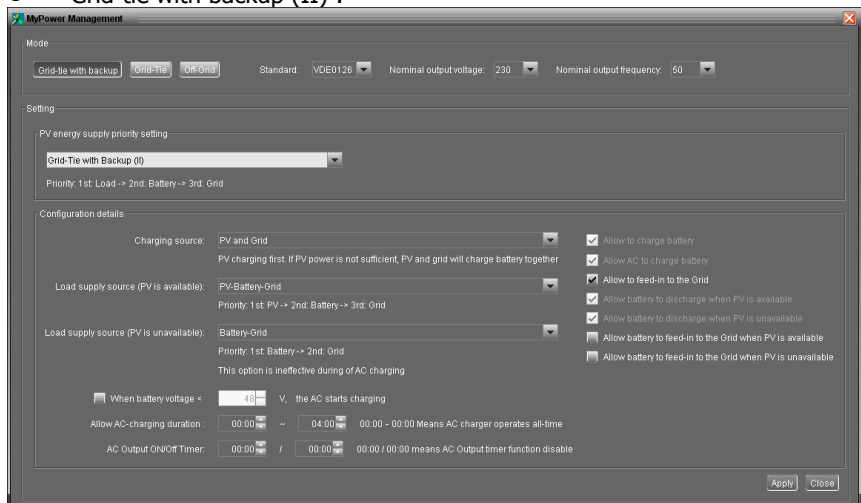 Grid-tie with backup (II) :
MyPower Management
Mode
Grid-tie with backup Grid-Tie Off-Grid Standard: VDE0126 Nominal output voltage: 230 Nominal output frequency: 50
Setting
PV energy supply priority setting
Grid-Tie with Backup (II)
Priority: 1st: Load -> 2nd: Battery -> 3rd: Grid
Configuration details
Charging source: PV and Grid
PV charging first. If PV power is not sufficient, PV and grid will charge battery together
Load supply source (PV is available): PV-Battery-Grid
Priority: 1st: PV -> 2nd: Battery -> 3rd: Grid
Load supply source (PV is unavailable): Battery-Grid
Priority: 1st: Battery -> 2nd: Grid
This option is ineffective during of AC charging
When battery voltage < 48 V, the AC starts charging
Allow AC-charging duration : 00:00 ~ 04:00 00:00 - 00:00 Means AC charger operates all-time
AC Output ON/Off Timer: 00:00 / 00:00 00:00 / 00:00 means AC Output timer function disable
Allow to charge battery
Allow AC to charge battery
Allow to feed-in to the Grid
Allow battery to discharge when PV is available
Allow battery to discharge when PV is unavailable
Allow battery to feed-in to the Grid when PV is available
Allow battery to feed-in to the Grid when PV is unavailable
Apply Close